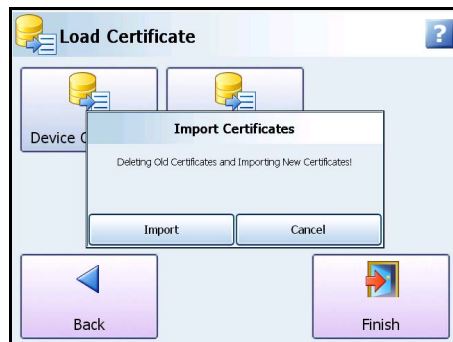 Load Certificate
?
Device
Import Certificates
Deleting Old Certificates and Importing New Certificates!
Import
Cancel
Back
Finish